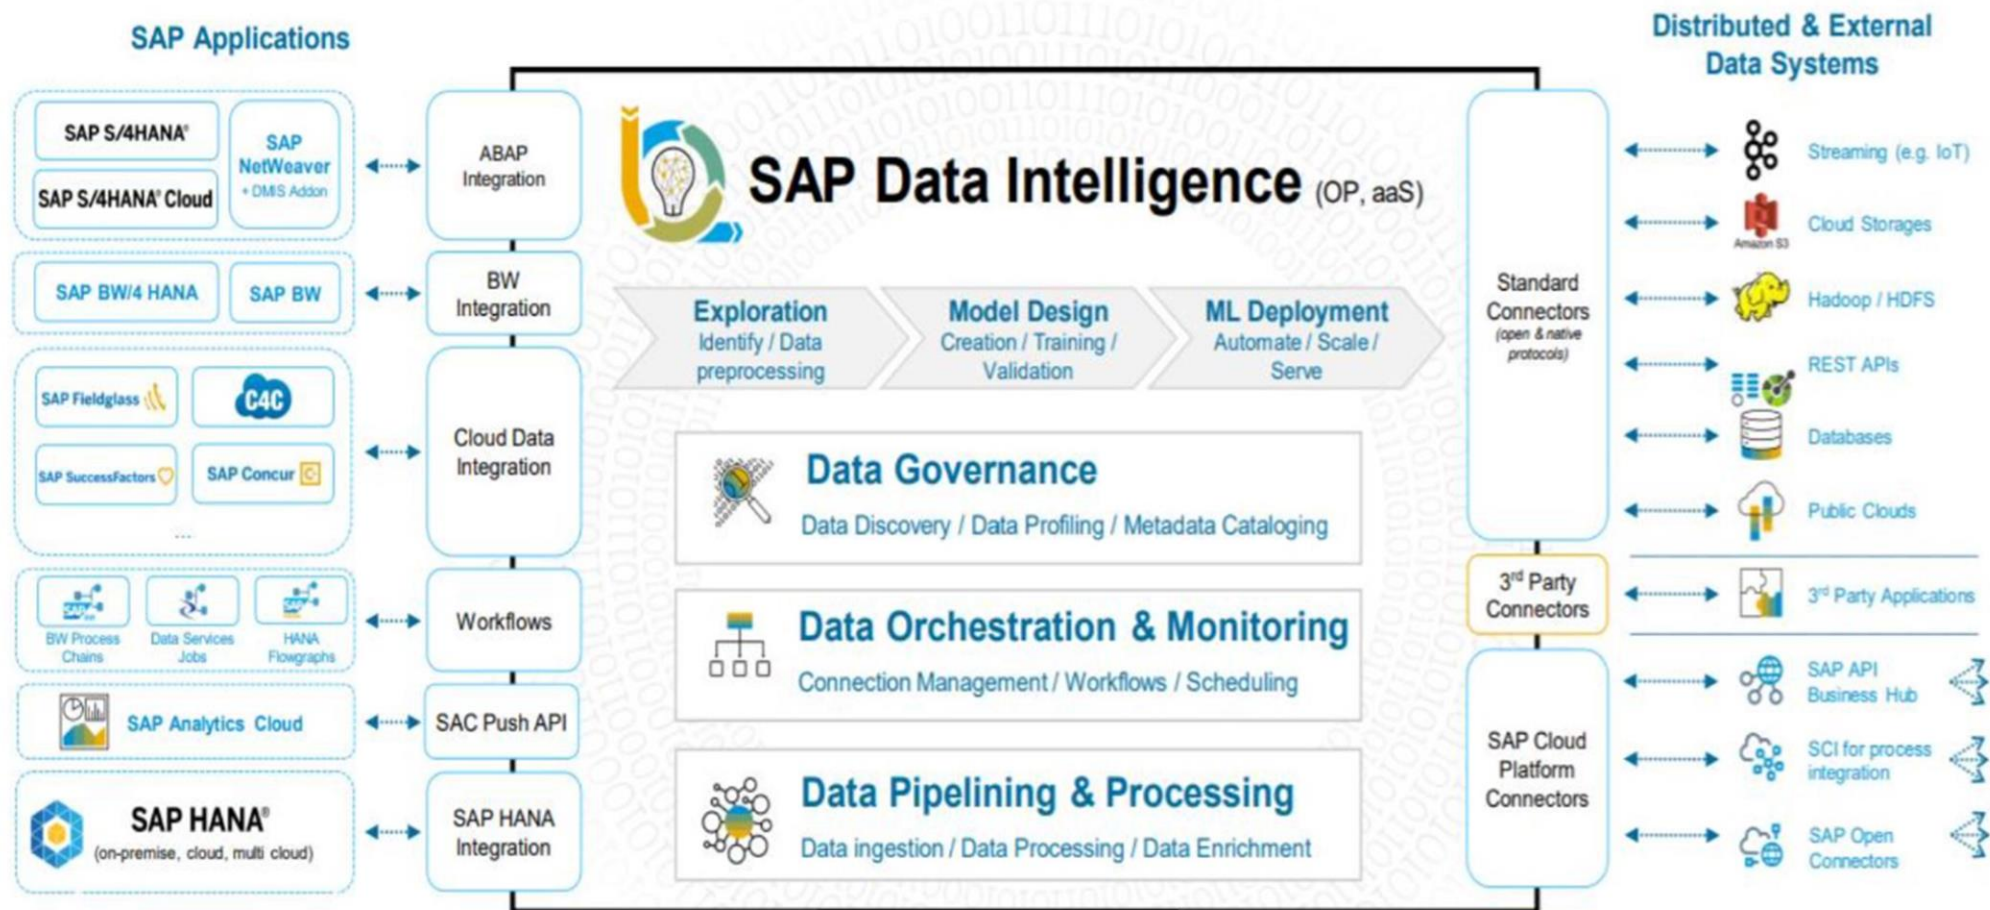 SAP Applications
SAP S/4HANA®
SAP S/4HANA® Cloud
SAP
NetWeaver
+ DMIS Addon
ABAP
Integration
SAP BW/4 HANA
SAP BW
BW
Integration
SAP Fieldglass
C4C
SAP SuccessFactors
SAP Concur
C.
...
Cloud Data
Integration
SAP
SAP
BW Process
Chains
Data Services
Jobs
HANA
Flowgraphs
Workflows
SAP Analytics Cloud
SAC Push API
SAP HANA®
(on-premise, cloud, multi cloud)
SAP HANA
Integration
SAP Data Intelligence (OP, aaS)
Exploration
Identify / Data
preprocessing
Model Design
Creation / Training /
Validation
ML Deployment
Automate / Scale /
Serve
Data Governance
Data Discovery / Data Profiling / Metadata Cataloging
Data Orchestration & Monitoring
Connection Management / Workflows / Scheduling
Data Pipelining & Processing
Data ingestion / Data Processing / Data Enrichment
Distributed & External
Data Systems
Standard
Connectors
(open & native
protocols)
Streaming (e.g. IoT)
Amazon S3
Cloud Storages
Hadoop / HDFS
REST APIs
Databases
Public Clouds
3rd Party
Connectors
3rd Party Applications
SAP Cloud
Platform
Connectors
SAP API
Business Hub
SCI for process
integration
SAP Open
Connectors